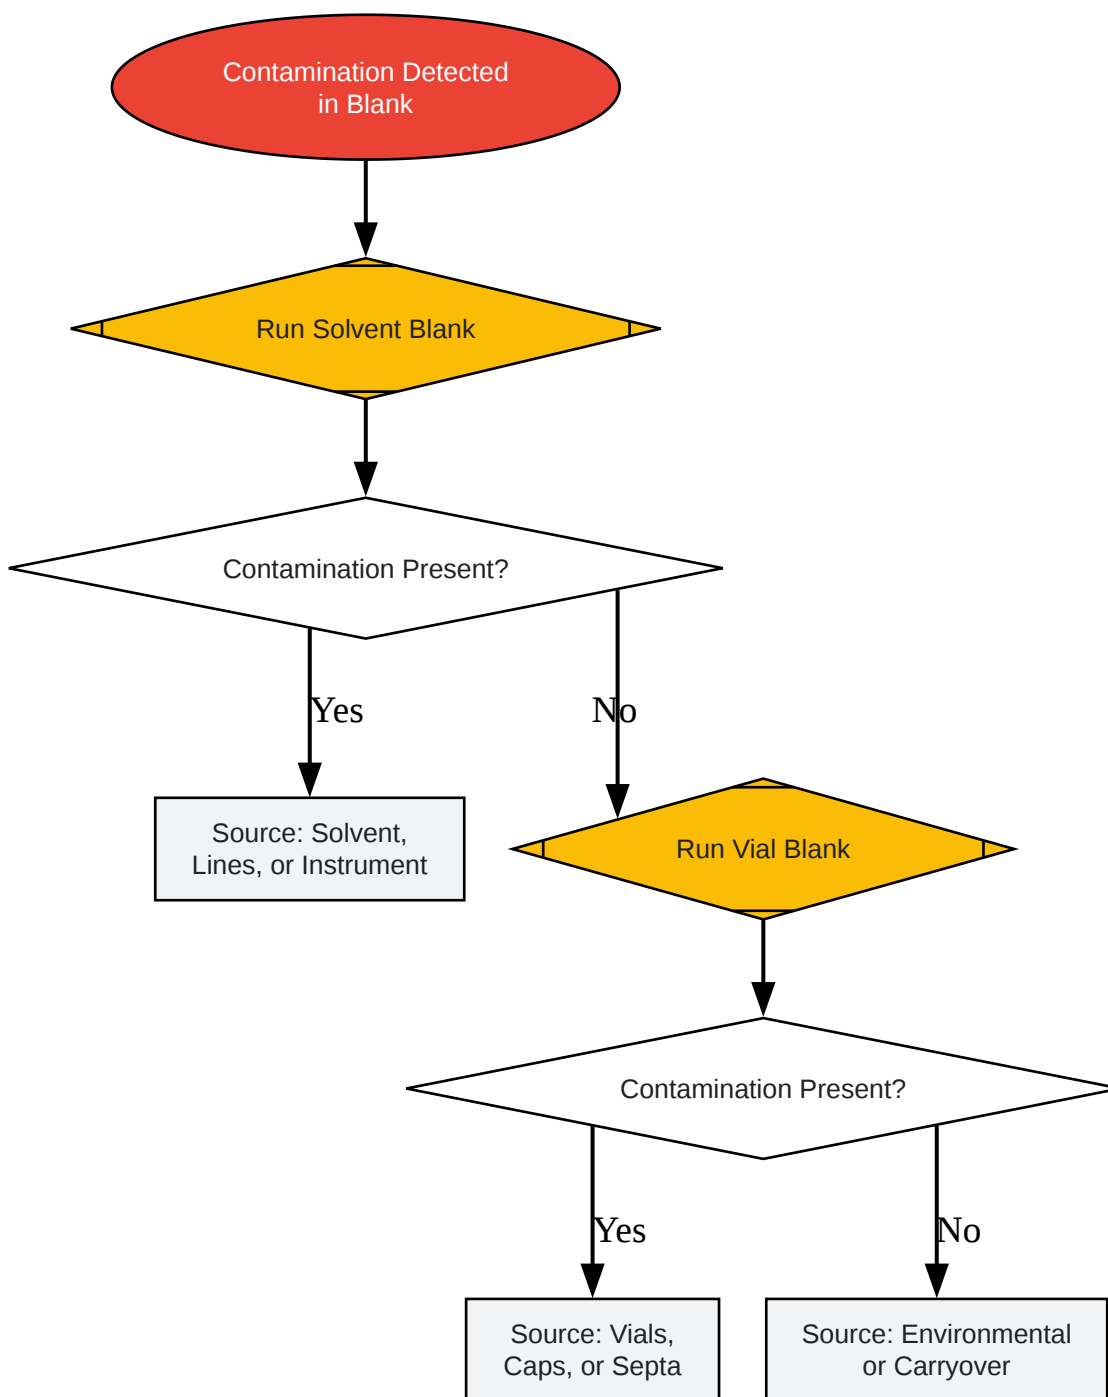 Contamination Detected
in Blank
Run Solvent Blank
Contamination Present?
Yes
No
Source: Solvent,
Lines, or Instrument
Run Vial Blank
Contamination Present?
Yes
No
Source: Vials,
Caps, or Septa
Source: Environmental
or Carryover